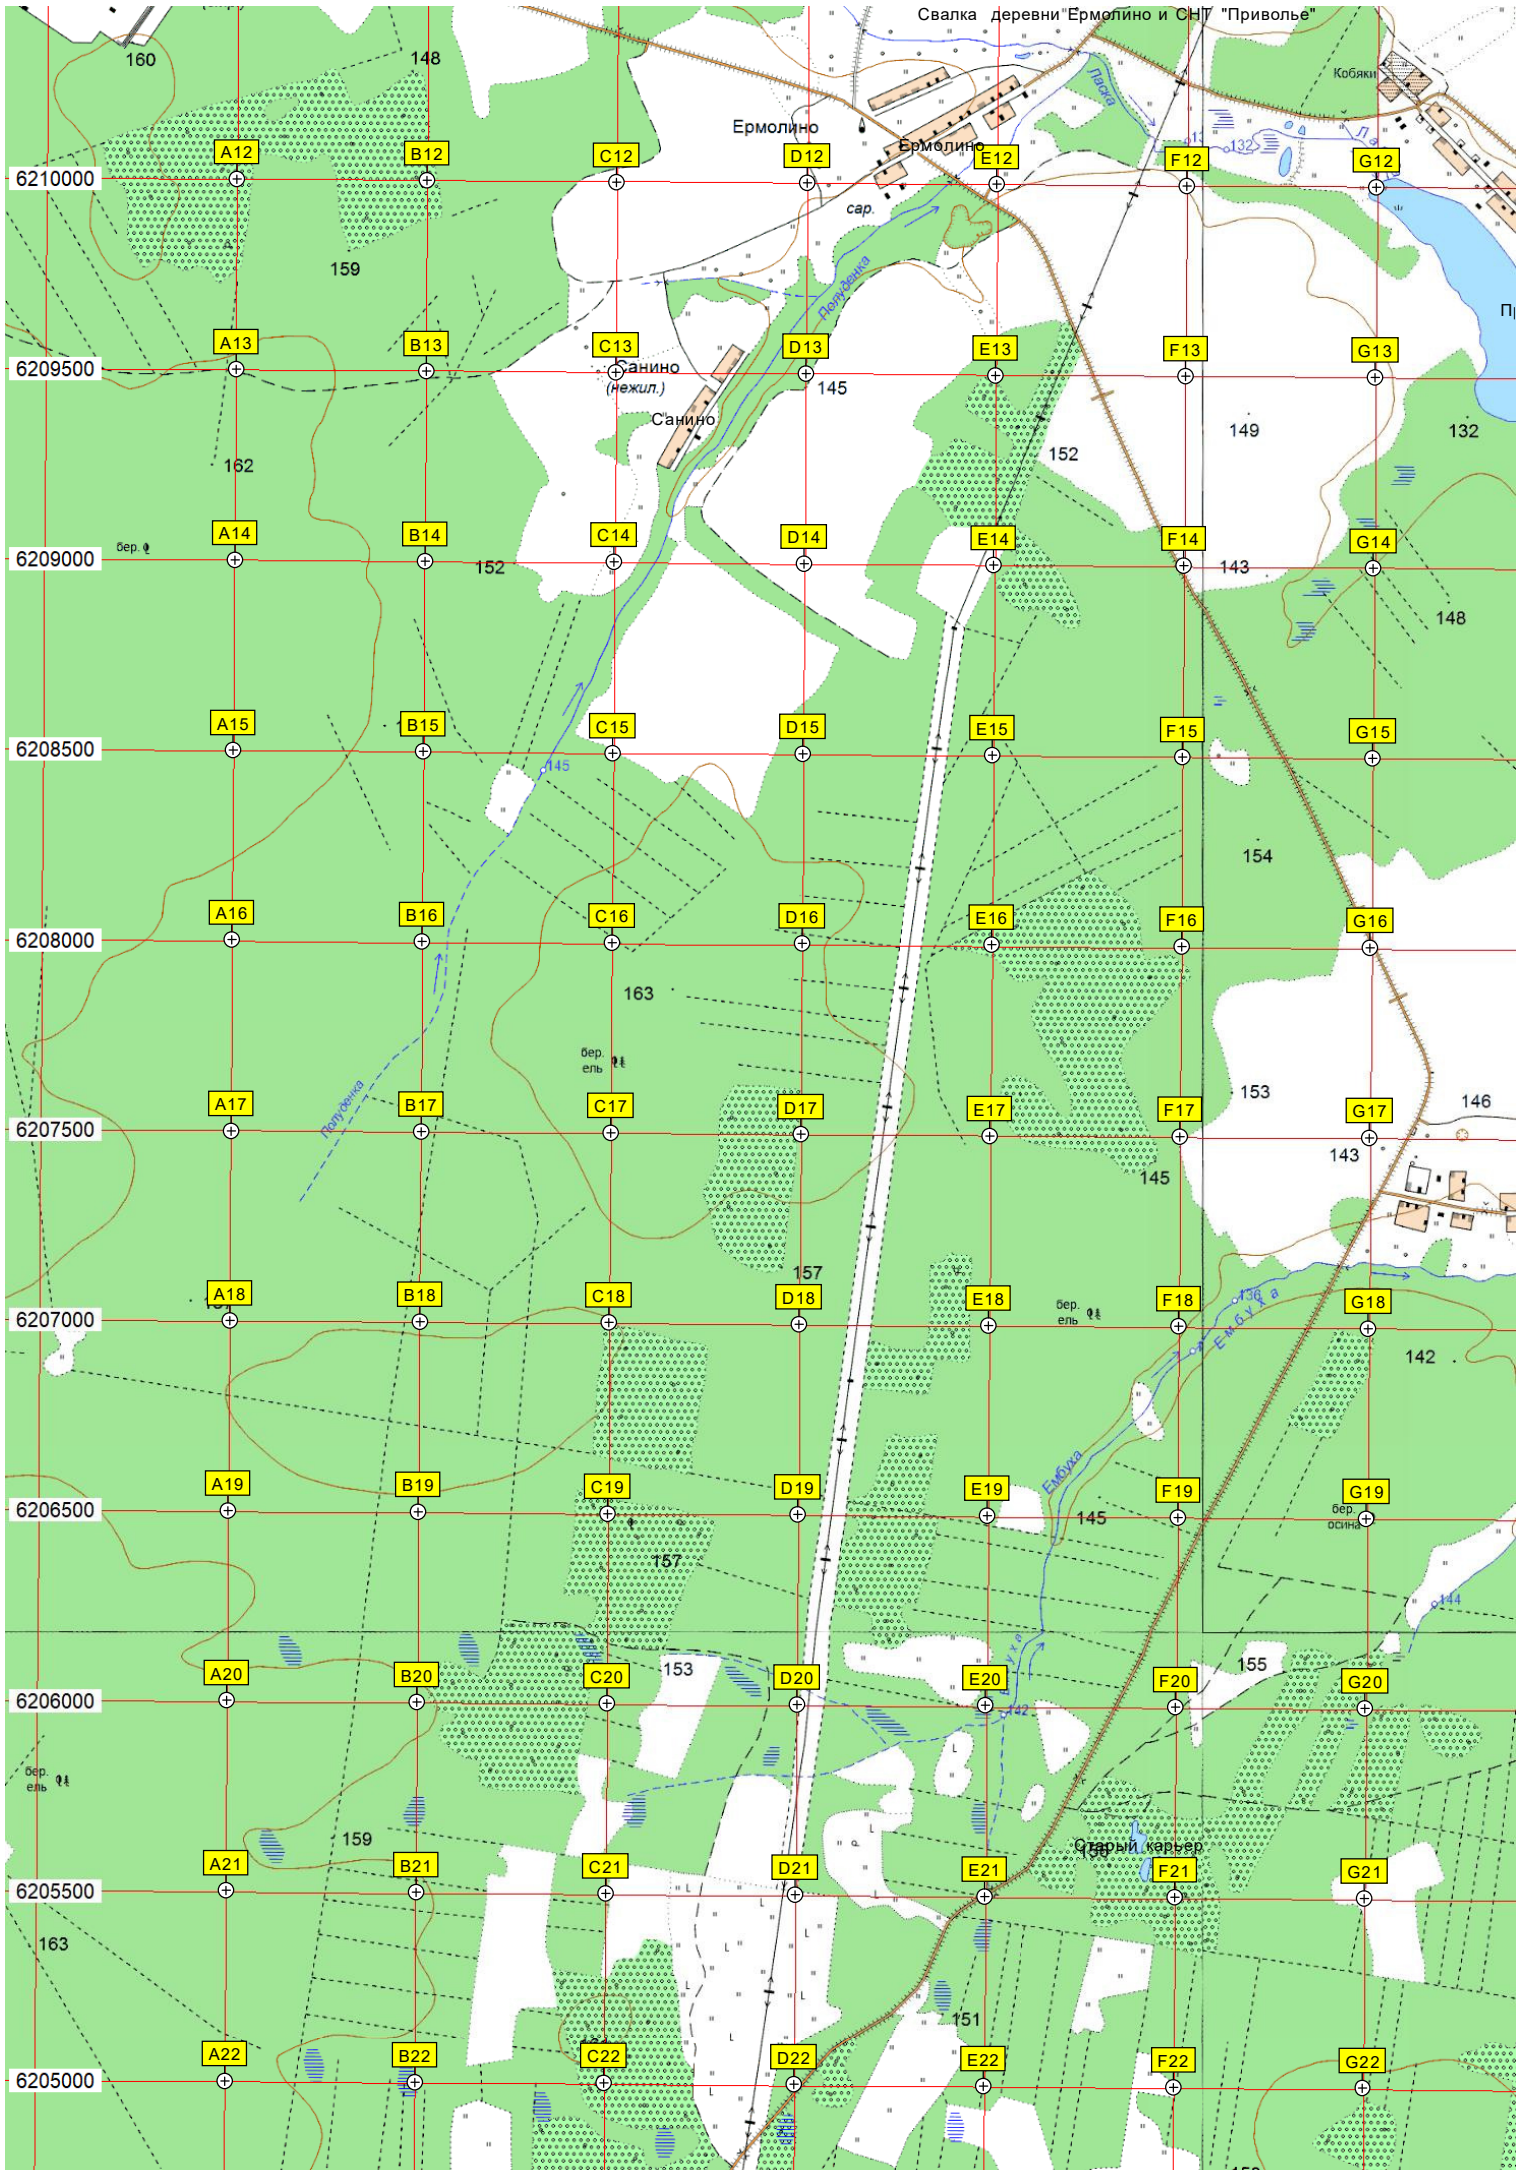 Свалка деревни Ермолино и СНТ "Приволье"
160
148
Кобяки
Ласка
Ермолино
Ермолино
132
A12
B12
C12
D12
E12
F12
G12
6210000
сар.
159
Полуденка
A13
B13
C13
D13
E13
F13
G13
6209500
Санино
(нежил.)
145
Санино
149
132
162
152
A14
B14
C14
D14
E14
F14
G14
бер.
6209000
152
143
148
A15
B15
C15
D15
E15
F15
G15
6208500
145
154
A16
B16
C16
D16
E16
F16
G16
6208000
163
бер.
ель
Полуденка
153
146
A17
B17
C17
D17
E17
F17
G17
6207500
143
145
157
136
A18
B18
C18
D18
E18
F18
G18
бер.
ель
6207000
Ембуха
142
Ембуха
A19
B19
C19
D19
E19
F19
G19
6206500
145
бер.
осина
157
144
153
155
A20
B20
C20
D20
E20
F20
G20
6206000
142
бер.
ель
159
Старый карьер
A21
B21
C21
D21
E21
F21
G21
6205500
163
151
A22
B22
C22
D22
E22
F22
G22
6205000